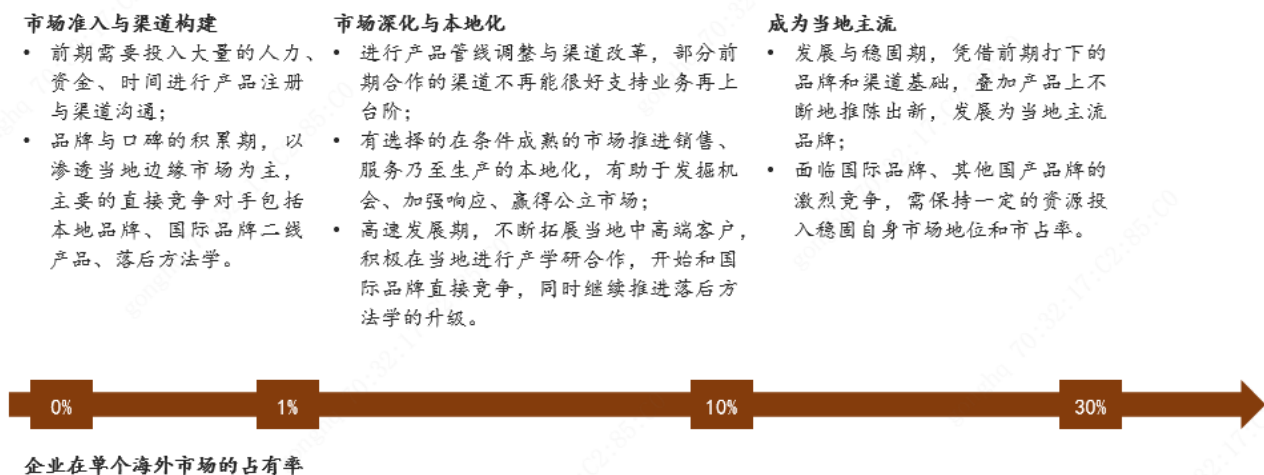 市场准入与渠道构建
• 前期需要投入大量的人力、
资金、时间进行产品注册
与渠道沟通；
• 品牌与口碑的积累期，以
渗透当地边缘市场为主，
主要的直接竞争对手包括
本地品牌、国际品牌二线
产品、落后方法学。
市场深化与本地化
• 进行产品管线调整与渠道改革，部分前
期合作的渠道不再能很好支持业务再上
台阶；
• 有选择的在条件成熟的市场推进销售、
服务乃至生产的本地化，有助于发掘机
会、加强响应、赢得公立市场；
• 高速发展期，不断拓展当地中高端客户，
积极在当地进行产学研合作，开始和国
际品牌直接竞争，同时继续推进落后方
法学的升级。
成为当地主流
• 发展与稳固期，凭借前期打下的
品牌和渠道基础，叠加产品上不
断地推陈出新，发展为当地主流
品牌；
• 面临国际品牌、其他国产品牌的
激烈竞争，需保持一定的资源投
入稳固自身市场地位和市占率。
0%
1%
10%
30%
企业在单个海外市场的占有率